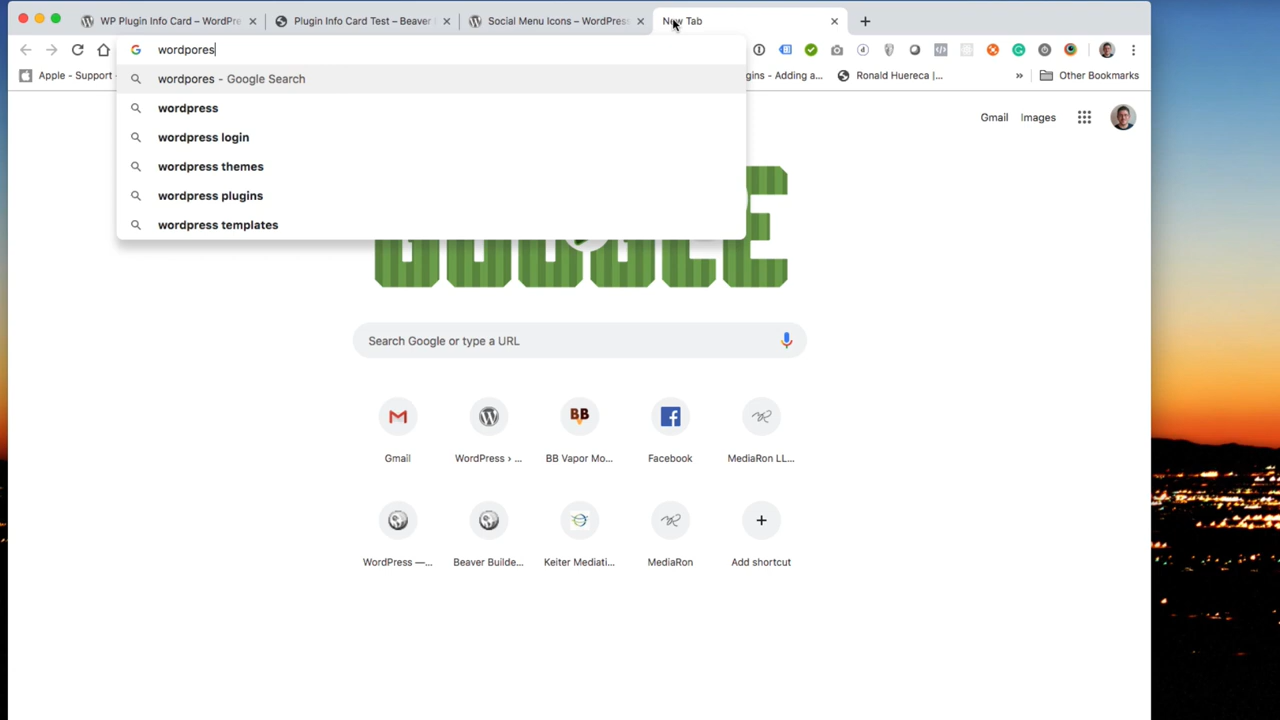 WP Plugin Info Card – WordPre
Plugin Info Card Test – Beaver
Social Menu Icons – WordPress
New Tab
wordpores
Apple - Support
gins - Adding a...
Ronald Huereca |...
»
Other Bookmarks
wordpores - Google Search
wordpress
wordpress login
wordpress themes
wordpress plugins
wordpress templates
Gmail
Images
GOOGLE
Search Google or type a URL
BB
Gmail
WordPress › ...
BB Vapor Mo...
Facebook
MediaRon LL...
WordPress —...
Beaver Builde...
Keiter Mediati...
MediaRon
Add shortcut